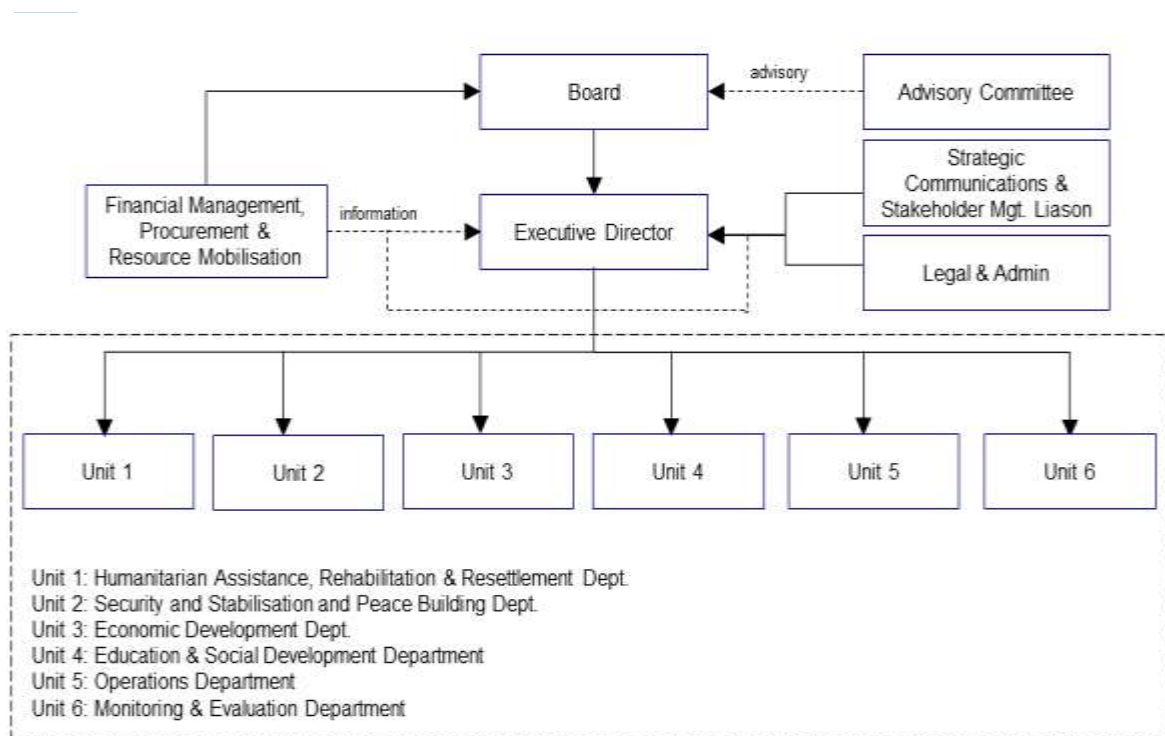 Board
advisory
Advisory Committee
Strategic
Communications &
Stakeholder Mgt. Liason
Financial Management,
Procurement &
Resource Mobilisation
information
Executive Director
Legal & Admin
Unit 1
Unit 2
Unit 3
Unit 4
Unit 5
Unit 6
Unit 1: Humanitarian Assistance, Rehabilitation & Resettlement Dept.
Unit 2: Security and Stabilisation and Peace Building Dept.
Unit 3: Economic Development Dept.
Unit 4: Education & Social Development Department
Unit 5: Operations Department
Unit 6: Monitoring & Evaluation Department